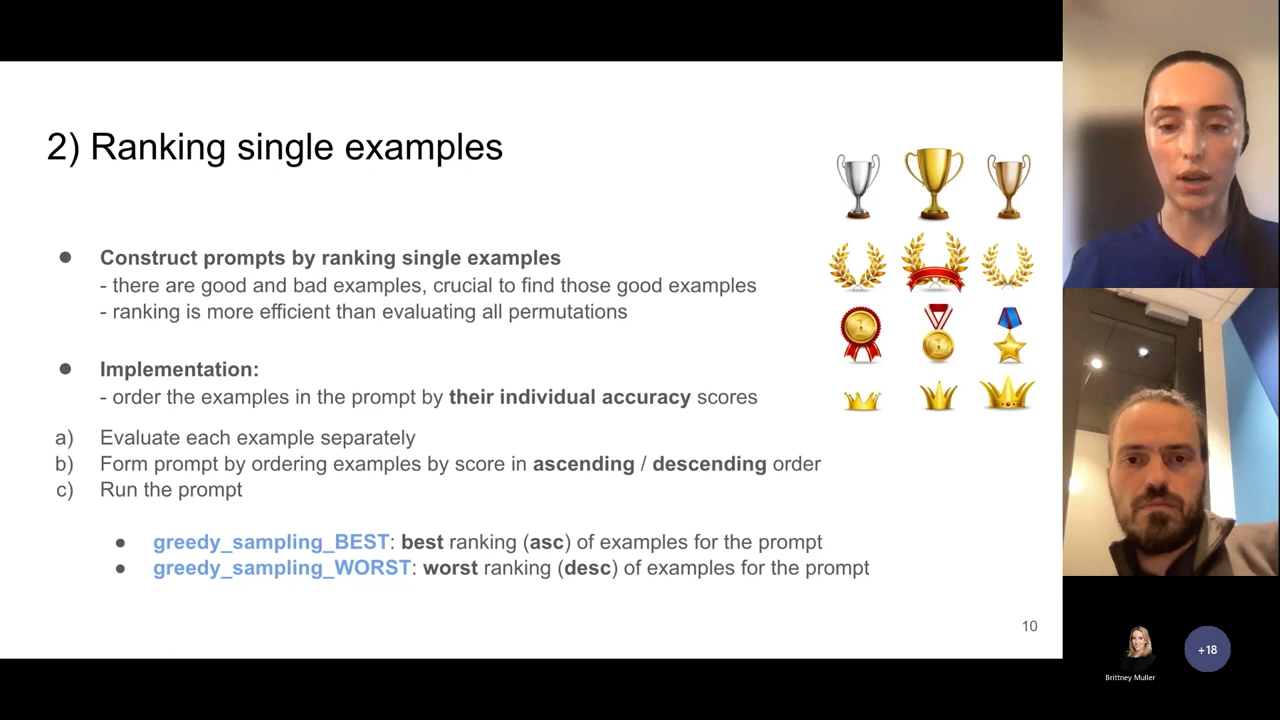 2) Ranking single examples
● Construct prompts by ranking single examples
- there are good and bad examples, crucial to find those good examples
- ranking is more efficient than evaluating all permutations
● Implementation:
- order the examples in the prompt by their individual accuracy scores
a) Evaluate each example separately
b) Form prompt by ordering examples by score in ascending / descending order
c) Run the prompt
● greedy_sampling_BEST: best ranking (asc) of examples for the prompt
● greedy_sampling_WORST: worst ranking (desc) of examples for the prompt
10
+18
Brittney Muller